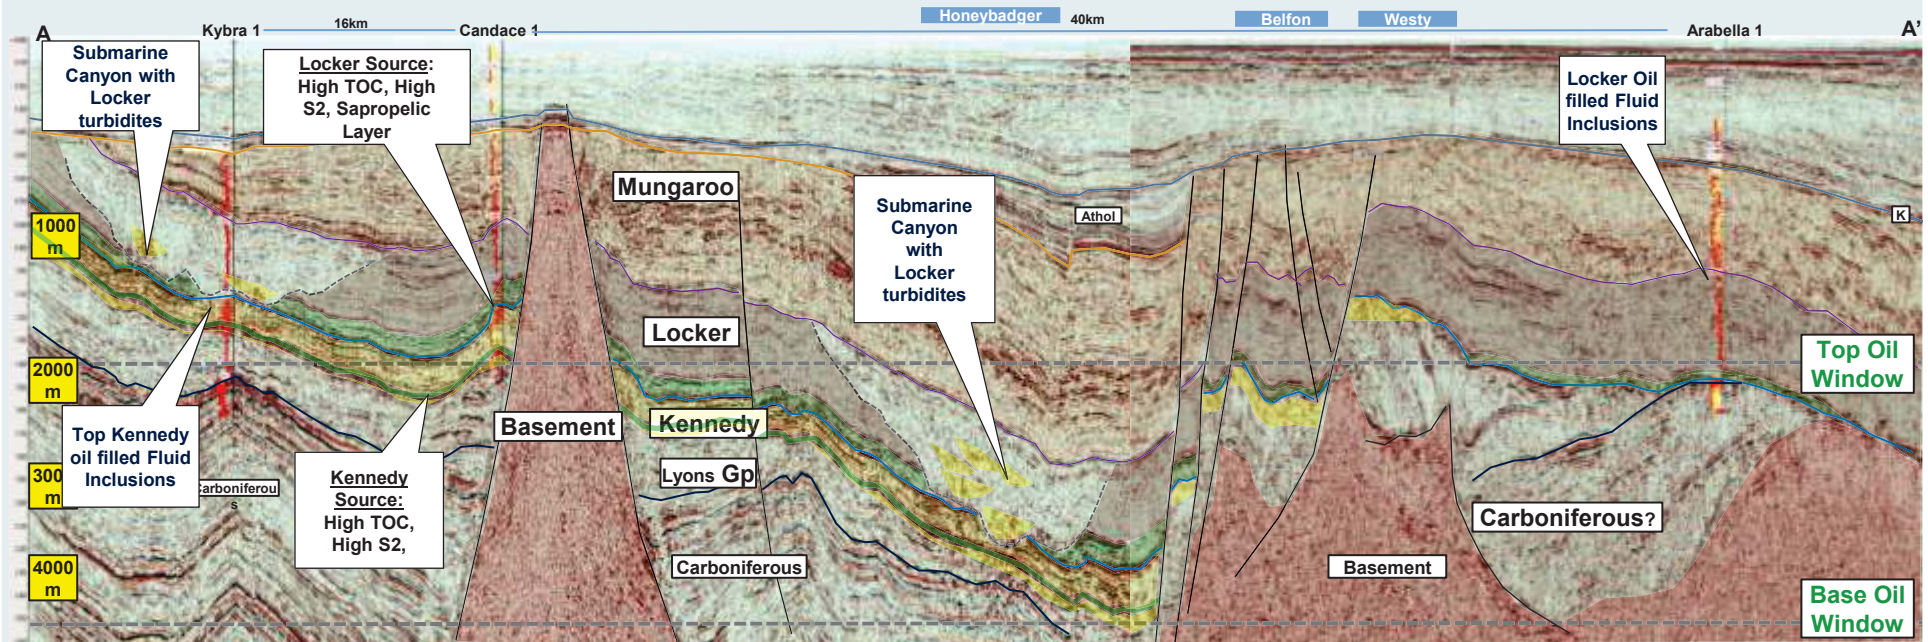 Honeybadger
40km
Belfon
Westy
A
Kybra 1
16km
Candace 1
Arabella 1
A'
Submarine
Canyon with
Locker
turbidites
Locker Source:
High TOC, High
S2, Sapropelic
Layer
Locker Oil
filled Fluid
Inclusions
Mungaroo
Submarine
Canyon
with
Locker
turbidites
Athol
K
1000
m
Locker
2000
m
Top Oil
Window
Top Kennedy
oil filled Fluid
Inclusions
Basement
Kennedy
Lyons Gp
300
m
Carboniferou
s
Kennedy
Source:
High TOC,
High S2,
Carboniferous?
4000
m
Carboniferous
Basement
Base Oil
Window